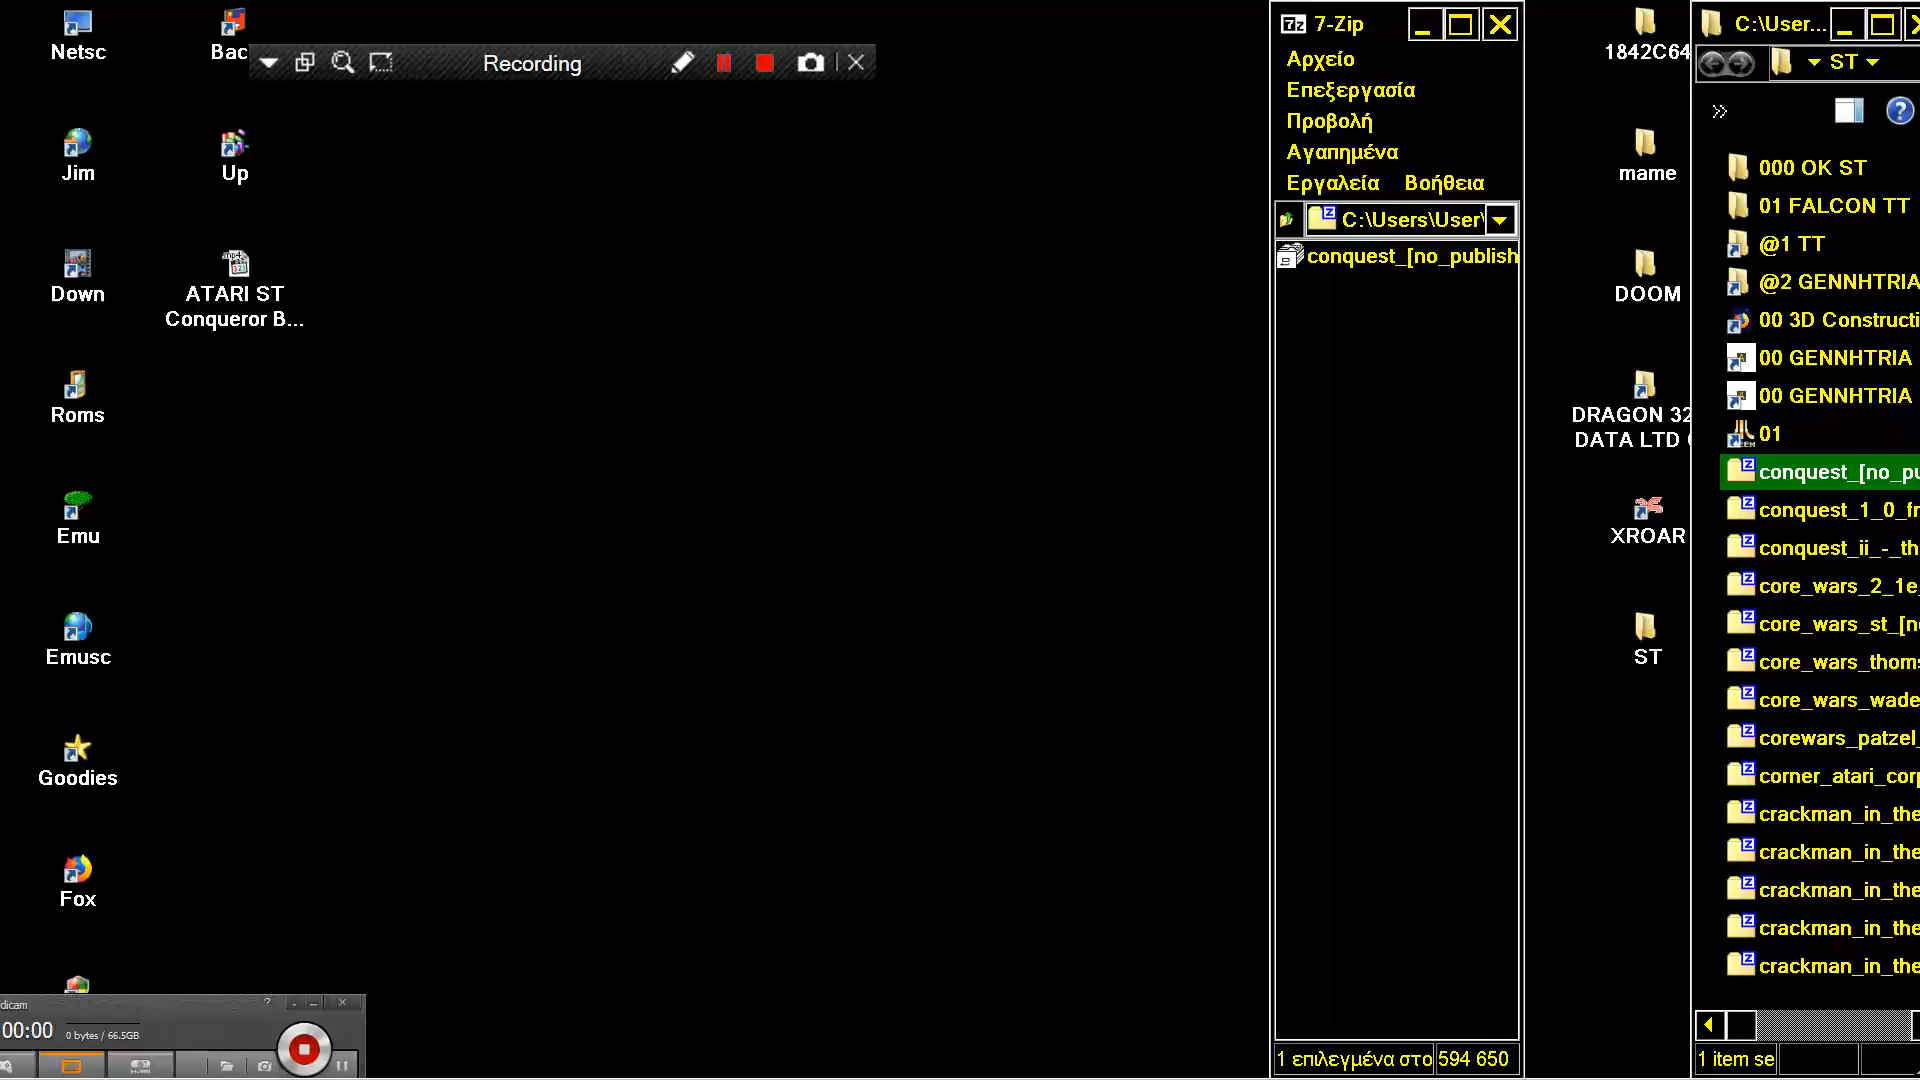 Netsc
Bac
Recording
Jim
Up
Down
ATARI ST
Conqueror B...
Roms
Emu
Emusc
Goodies
Fox
dicam
?
00:00
0 bytes / 66.5GB
7-Zip
Αρχείο
Επεξεργασία
Προβολή
Αγαπημένα
Εργαλεία Βοήθεια
C:\Users\User\
conquest_[no_publish
1 επιλεγμένα στο
594 650
1842C64
mame
DOOM
DRAGON 32
DATA LTD
XROAR
ST
C:\User...
ST
000 OK ST
01 FALCON TT
@1 TT
@2 GENNHTRIA
00 3D Constructi
00 GENNHTRIA
00 GENNHTRIA
01
conquest_[no_pu
conquest_1_0_fr
conquest_ii_-_th
core_wars_2_1e_
core_wars_st_[n
core_wars_thom
core_wars_wade
corewars_patzel_
corner_atari_corp
crackman_in_the
crackman_in_the
crackman_in_the
crackman_in_the
crackman_in_the
1 item se